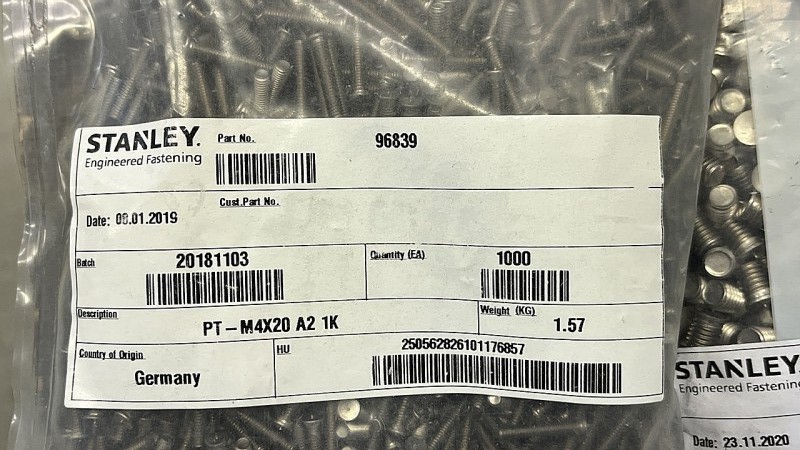 STANLEY.
Engineered Fastening
Part No.
96839
Cust.Part No.
Date: 09.01.2019
Batch
20181103
Quantity (EA)
1000
Description
PT-M4X20 A2 1K
Weight (KG)
1.57
Country of Origin
Germany
HU
250562826101176857
STANLEY.
Engineered Fastening
Date: 23.11.2020